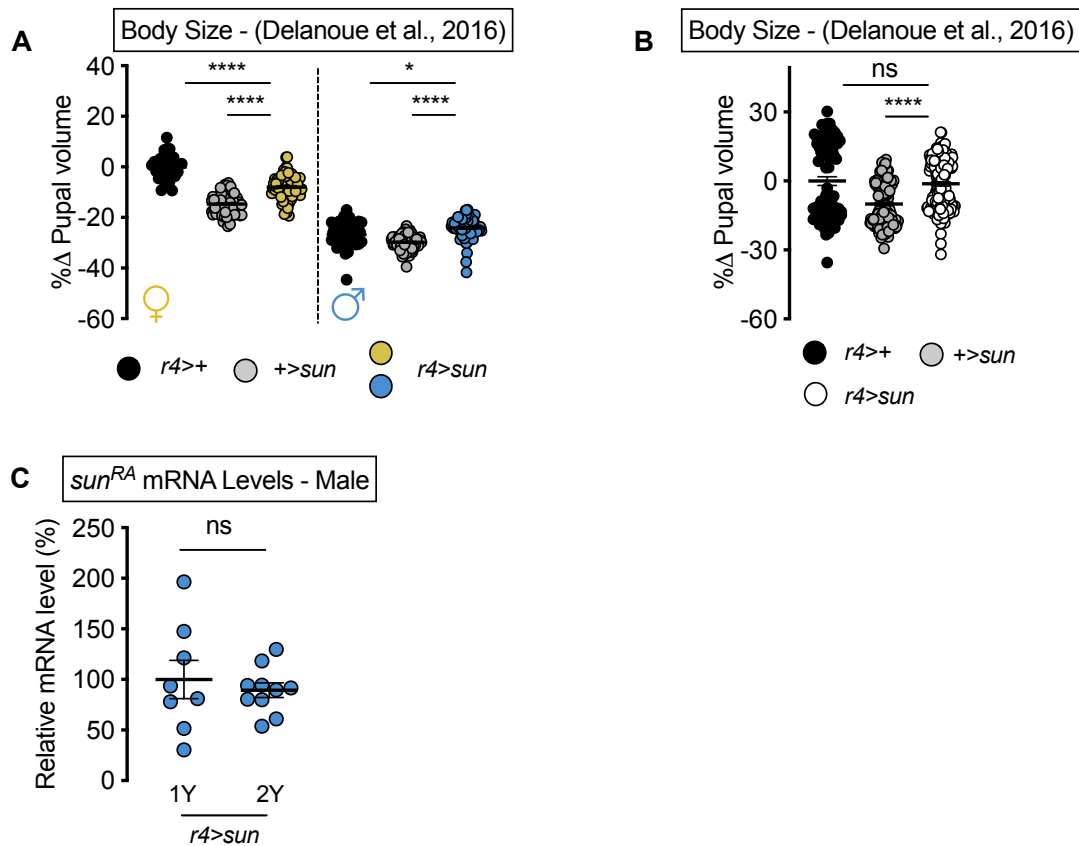 A
Body Size - (Delanoue et al., 2016)
%Δ Pupal volume
40
20
0
-20
-40
-60
****
****
*
****
♀
♂
r4>+
+>sun
r4>sun
B
Body Size - (Delanoue et al., 2016)
%Δ Pupal volume
30
0
-30
-60
ns
****
r4>+
+>sun
r4>sun
C
sunRA mRNA Levels - Male
Relative mRNA level (%)
250
200
150
100
50
0
ns
1Y
2Y
r4>sun